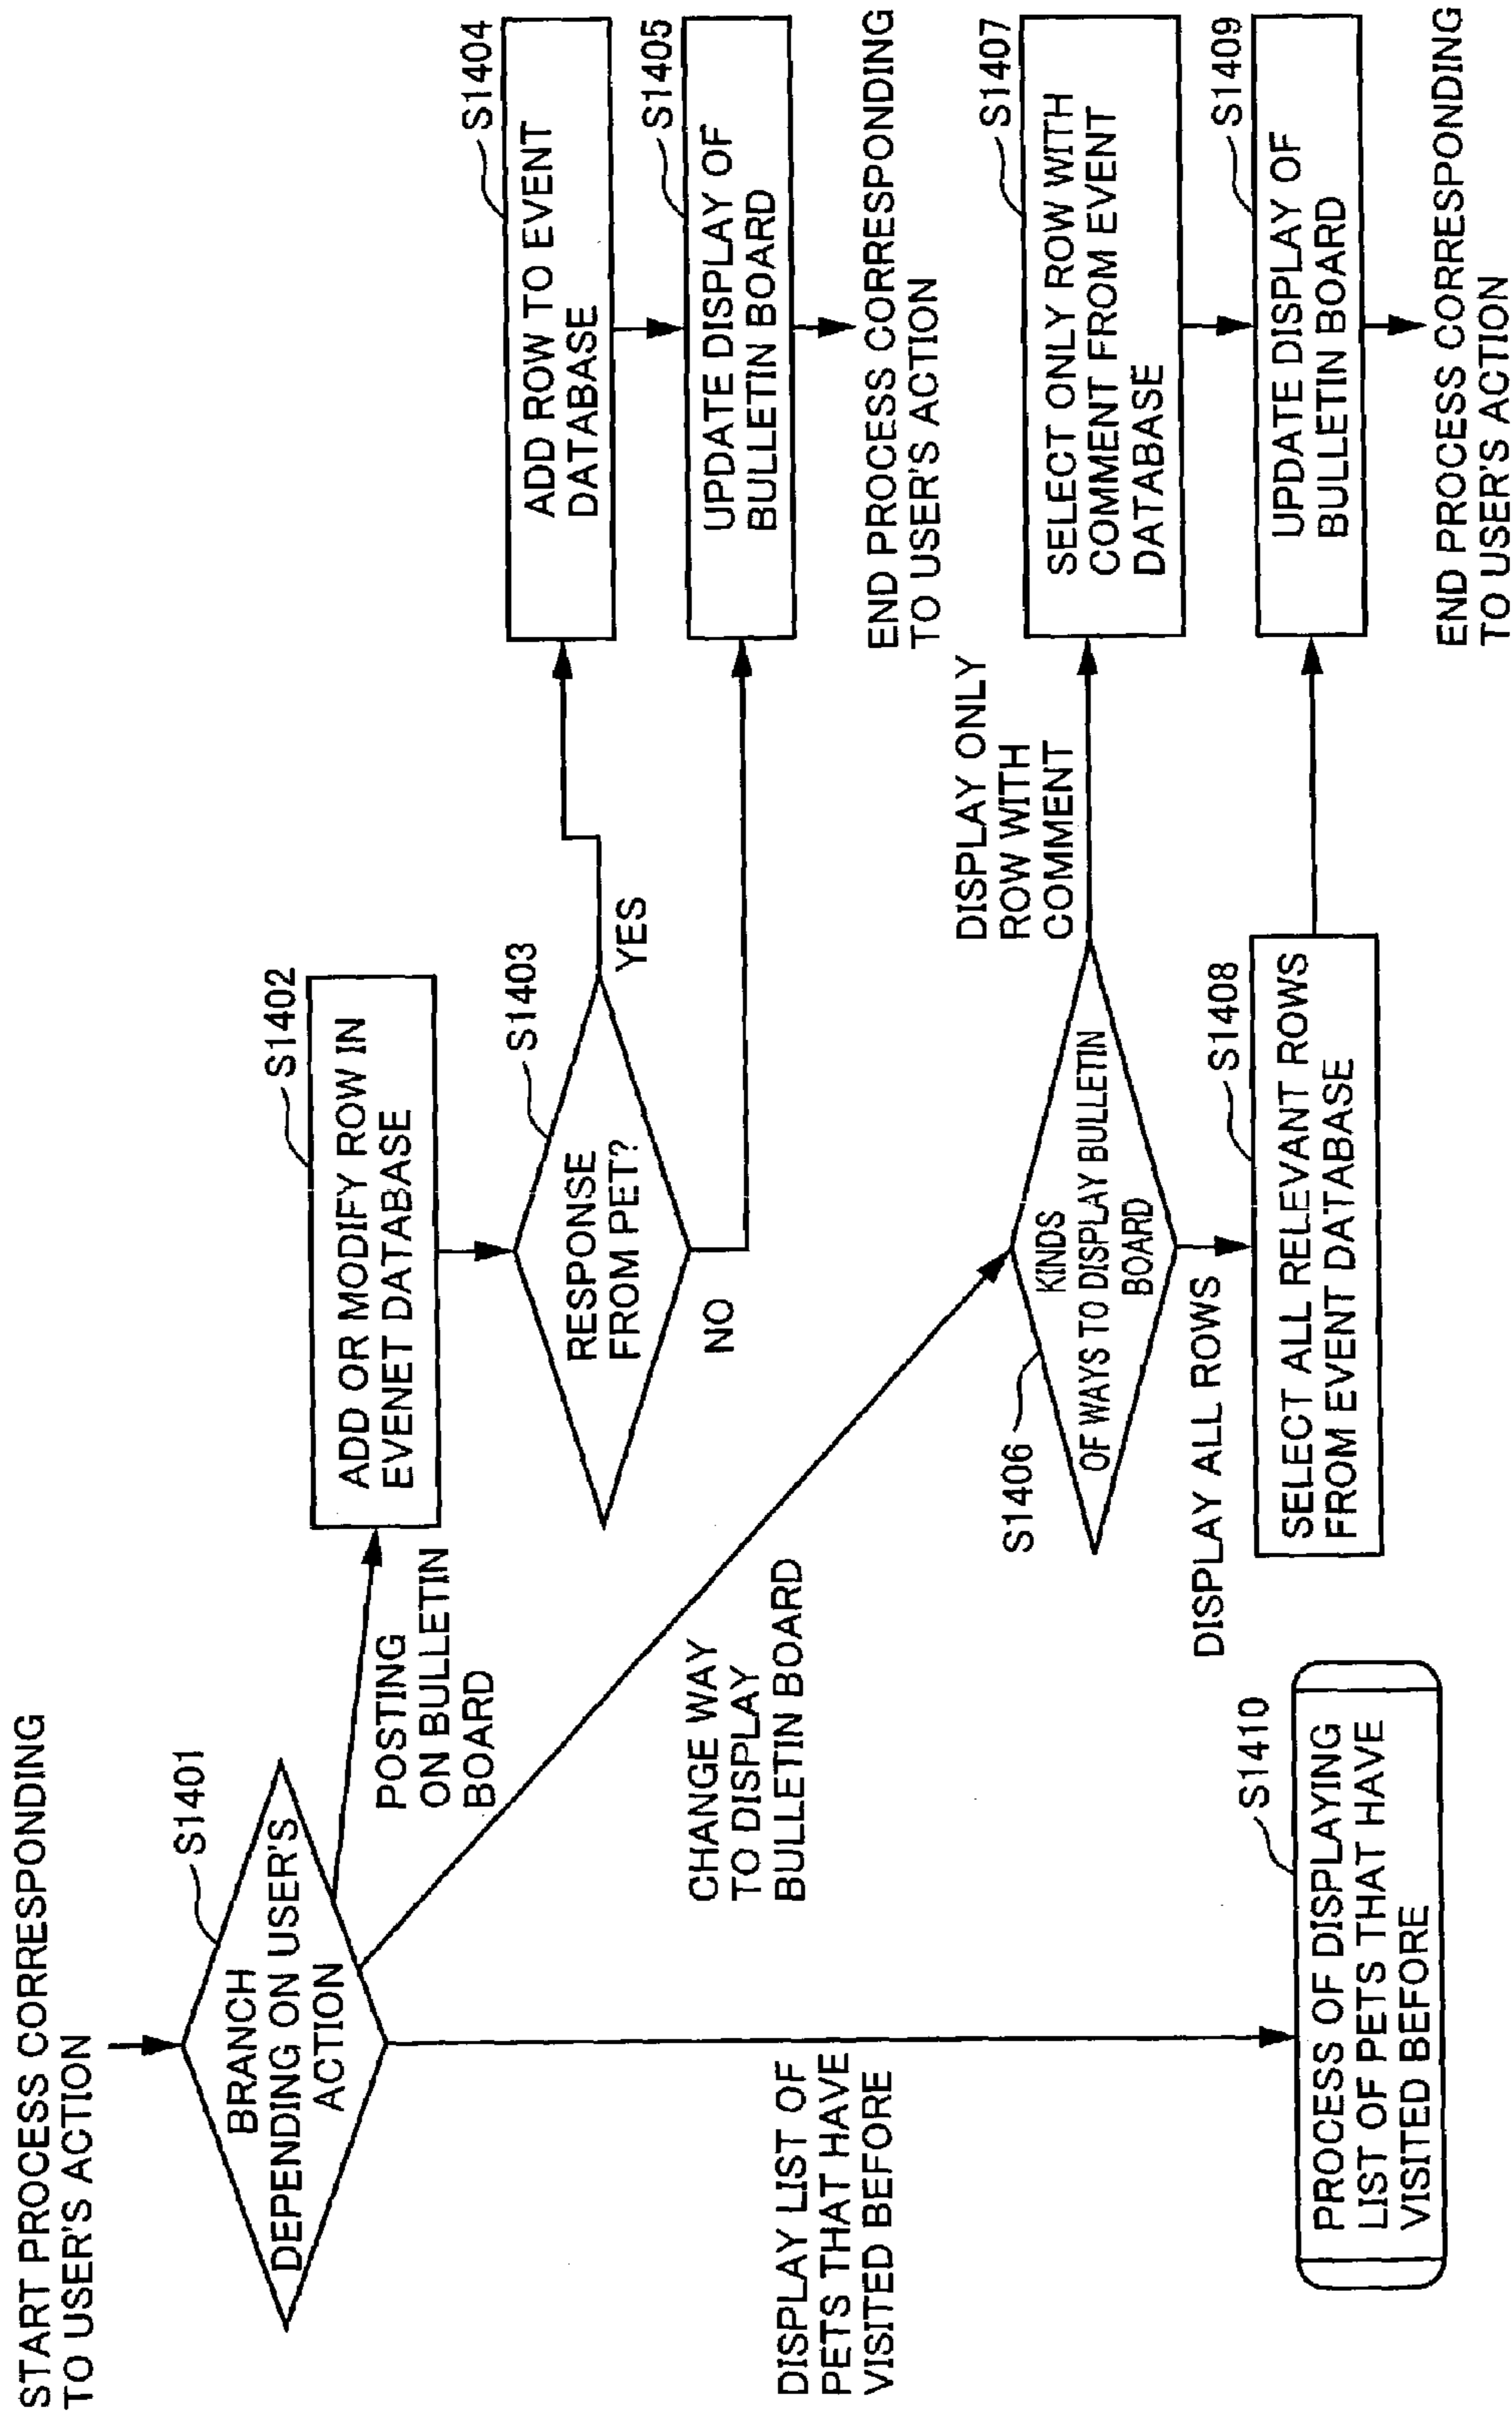 START PROCESS CORRESPONDING
TO USER'S ACTION
S1401
BRANCH
DEPENDING ON USER'S
ACTION
POSTING
ON BULLETIN
BOARD
S1402
ADD OR MODIFY ROW IN
EVENET DATABASE
S1403
RESPONSE
FROM PET?
YES
NO
S1404
ADD ROW TO EVENT
DATABASE
S1405
UPDATE DISPLAY OF
BULLETIN BOARD
END PROCESS CORRESPONDING
TO USER'S ACTION
CHANGE WAY
TO DISPLAY
BULLETIN BOARD
S1406
KINDS
OF WAYS TO DISPLAY BULLETIN
BOARD
DISPLAY ONLY
ROW WITH
COMMENT
S1407
SELECT ONLY ROW WITH
COMMENT FROM EVENT
DATABASE
DISPLAY ALL ROWS
S1408
SELECT ALL RELEVANT ROWS
FROM EVENT DATABASE
S1409
UPDATE DISPLAY OF
BULLETIN BOARD
END PROCESS CORRESPONDING
TO USER'S ACTION
DISPLAY LIST OF
PETS THAT HAVE
VISITED BEFORE
S1410
PROCESS OF DISPLAYING
LIST OF PETS THAT HAVE
VISITED BEFORE